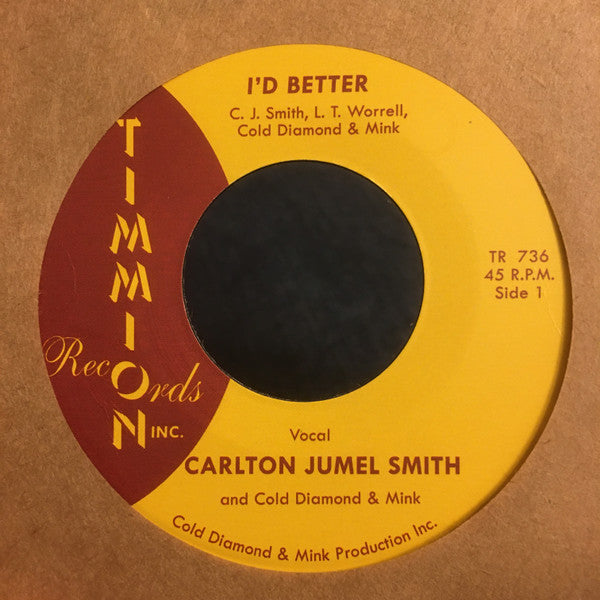 I'D BETTER
C. J. Smith, L. T. Worrell,
Cold Diamond & Mink
TIMMION
Records
INC.
TR 736
45 R.P.M.
Side 1
Vocal
CARLTON JUMEL SMITH
and Cold Diamond & Mink
Cold Diamond & Mink Production Inc.